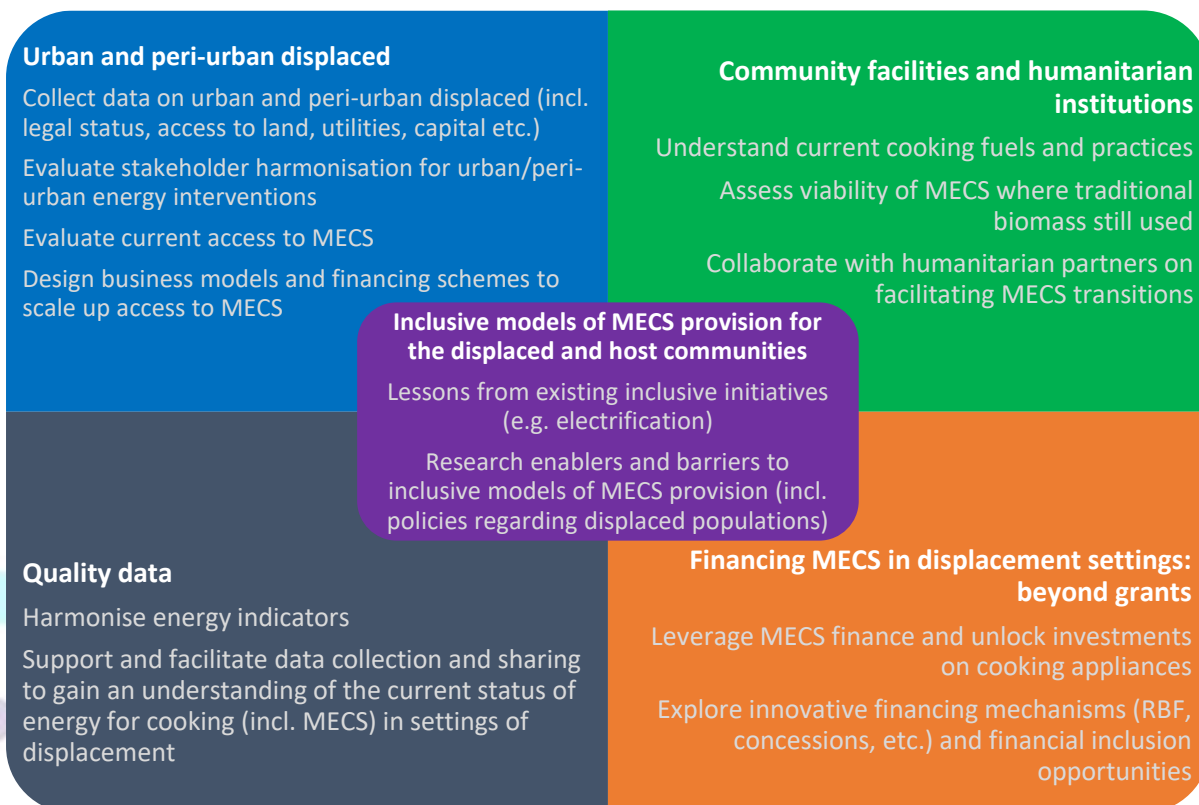 Urban and peri-urban displaced
Collect data on urban and peri-urban displaced (incl.
legal status, access to land, utilities, capital etc.)
Evaluate stakeholder harmonisation for urban/peri-
urban energy interventions
Evaluate current access to MECS
Design business models and financing schemes to
scale up access to MECS
Community facilities and humanitarian
institutions
Understand current cooking fuels and practices
Assess viability of MECS where traditional
biomass still used
Collaborate with humanitarian partners on
facilitating MECS transitions
Inclusive models of MECS provision for
the displaced and host communities
Lessons from existing inclusive initiatives
(e.g. electrification)
Research enablers and barriers to
inclusive models of MECS provision (incl.
policies regarding displaced populations)
Quality data
Harmonise energy indicators
Support and facilitate data collection and sharing
to gain an understanding of the current status of
energy for cooking (incl. MECS) in settings of
displacement
Financing MECS in displacement settings:
beyond grants
Leverage MECS finance and unlock investments
on cooking appliances
Explore innovative financing mechanisms (RBF,
concessions, etc.) and financial inclusion
opportunities